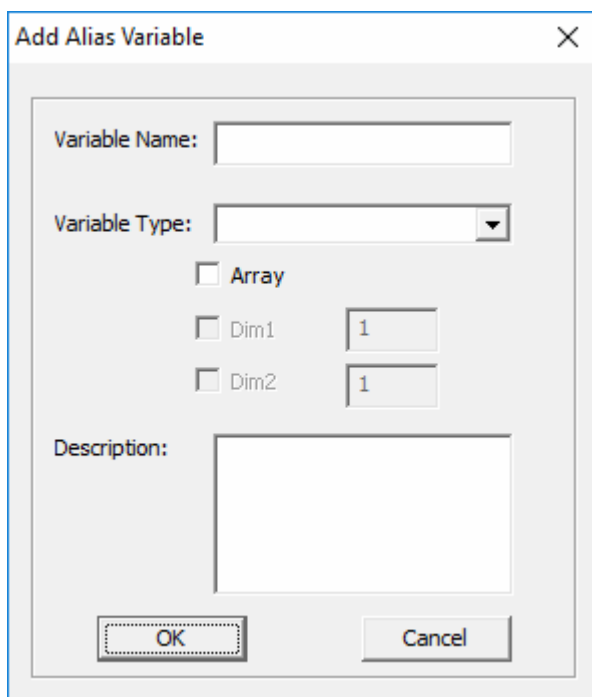 Add Alias Variable
Variable Name:
Variable Type:
Array
Dim1 1
Dim2 1
Description:
OK Cancel